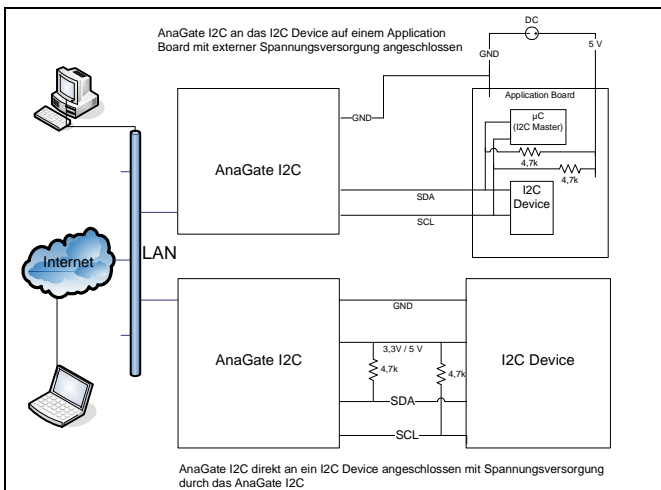 AnaGate I2C an das I2C Device auf einem Application
Board mit externer Spannungsversorgung angeschlossen
DC
GND
5 V
Application Board
GND
µC
(I2C Master)
4,7k
4,7k
AnaGate I2C
I2C
Device
SDA
SCL
LAN
Internet
GND
3,3V / 5 V
AnaGate I2C
I2C Device
4,7k
4,7k
SDA
SCL
AnaGate I2C direkt an ein I2C Device angeschlossen mit Spannungsversorgung
durch das AnaGate I2C